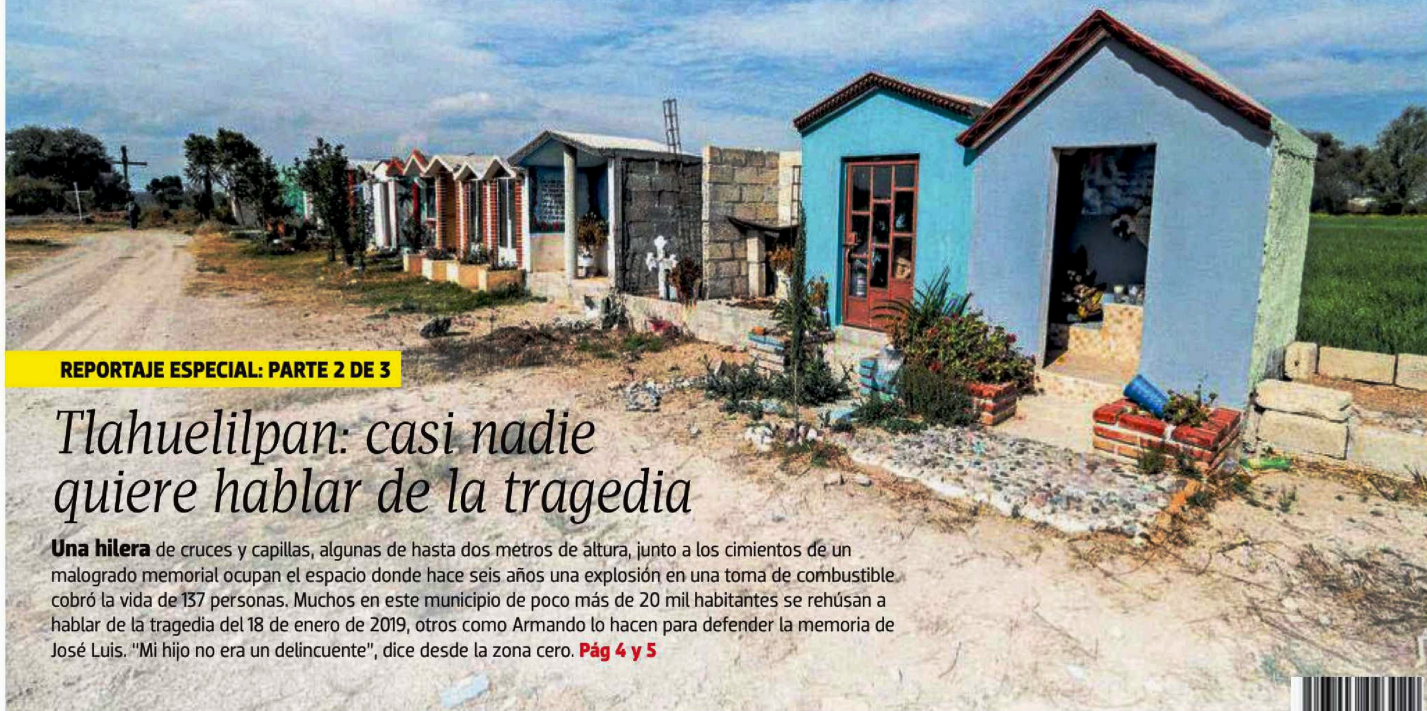 REPORTAJE ESPECIAL: PARTE 2 DE 3
Tlahuelilpan: casi nadie
quiere hablar de la tragedia
Una hilera de cruces y capillas, algunas de hasta dos metros de altura, junto a los cimientos de un
malogrado memorial ocupan el espacio donde hace seis años una explosión en una toma de combustible
cobró la vida de 137 personas. Muchos en este municipio de poco más de 20 mil habitantes se rehúsan a
hablar de la tragedia del 18 de enero de 2019, otros como Armando lo hacen para defender la memoria de
José Luis. “Mi hijo no era un delincuente”, dice desde la zona cero. Pág 4 y 5